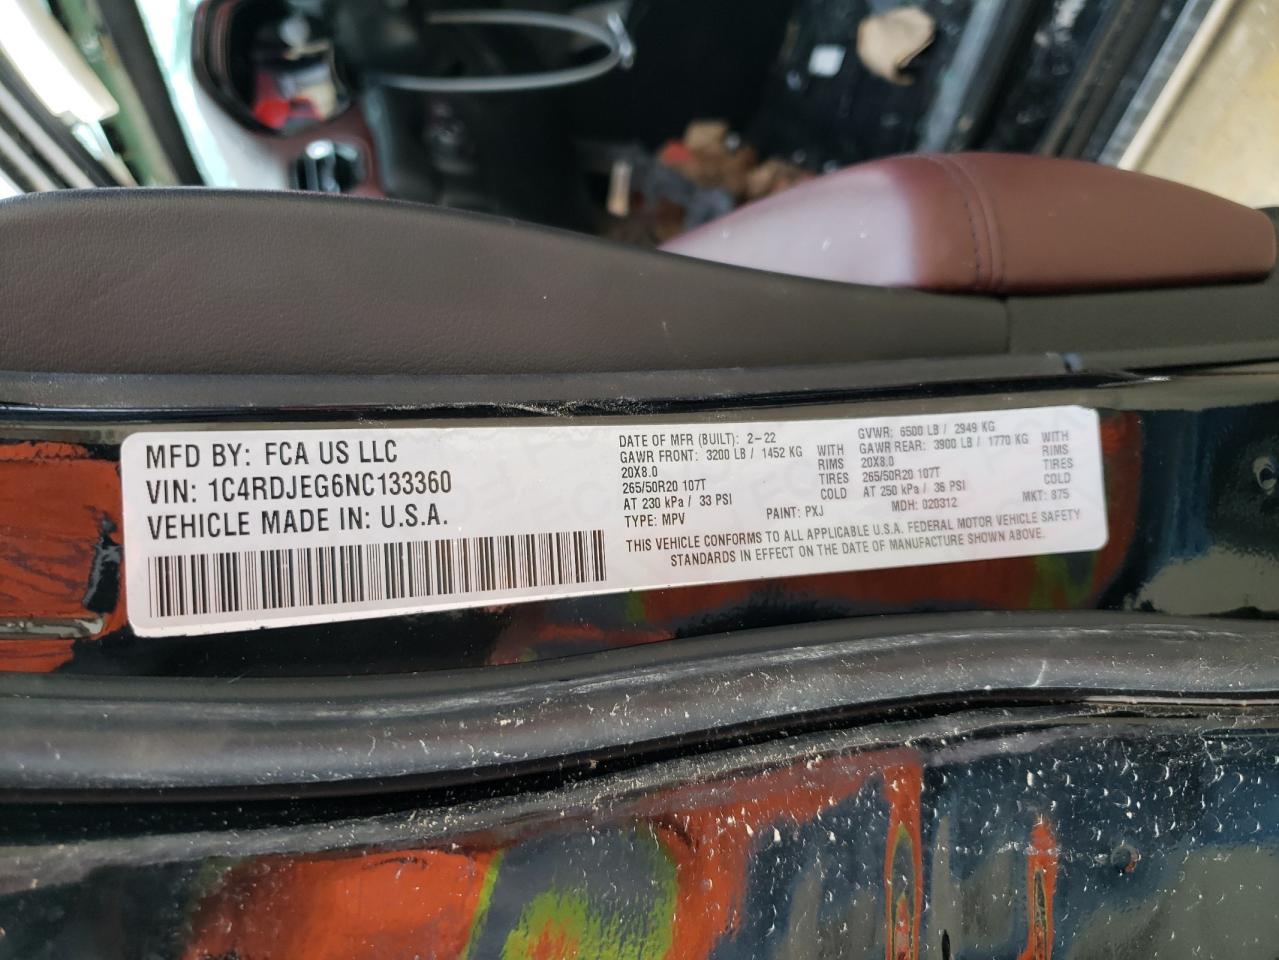 MFD BY: FCA US LLC
VIN: 1C4RDJEG6NC133360
VEHICLE MADE IN: U.S.A.
DATE OF MFR (BUILT): 2-22
GAWR FRONT: 3200 LB / 1452 KG WITH
20X8.0 RIMS
265/50R20 107T TIRES
AT 230 kPa / 33 PSI COLD
TYPE: MPV PAINT: PXJ
GVWR: 6500 LB / 2949 KG
GAWR REAR: 3900 LB / 1770 KG WITH
20X8.0 RIMS
265/50R20 107T TIRES
AT 250 kPa / 36 PSI COLD
MDH: 020312 MKT: 875
THIS VEHICLE CONFORMS TO ALL APPLICABLE U.S.A. FEDERAL MOTOR VEHICLE SAFETY
STANDARDS IN EFFECT ON THE DATE OF MANUFACTURE SHOWN ABOVE.